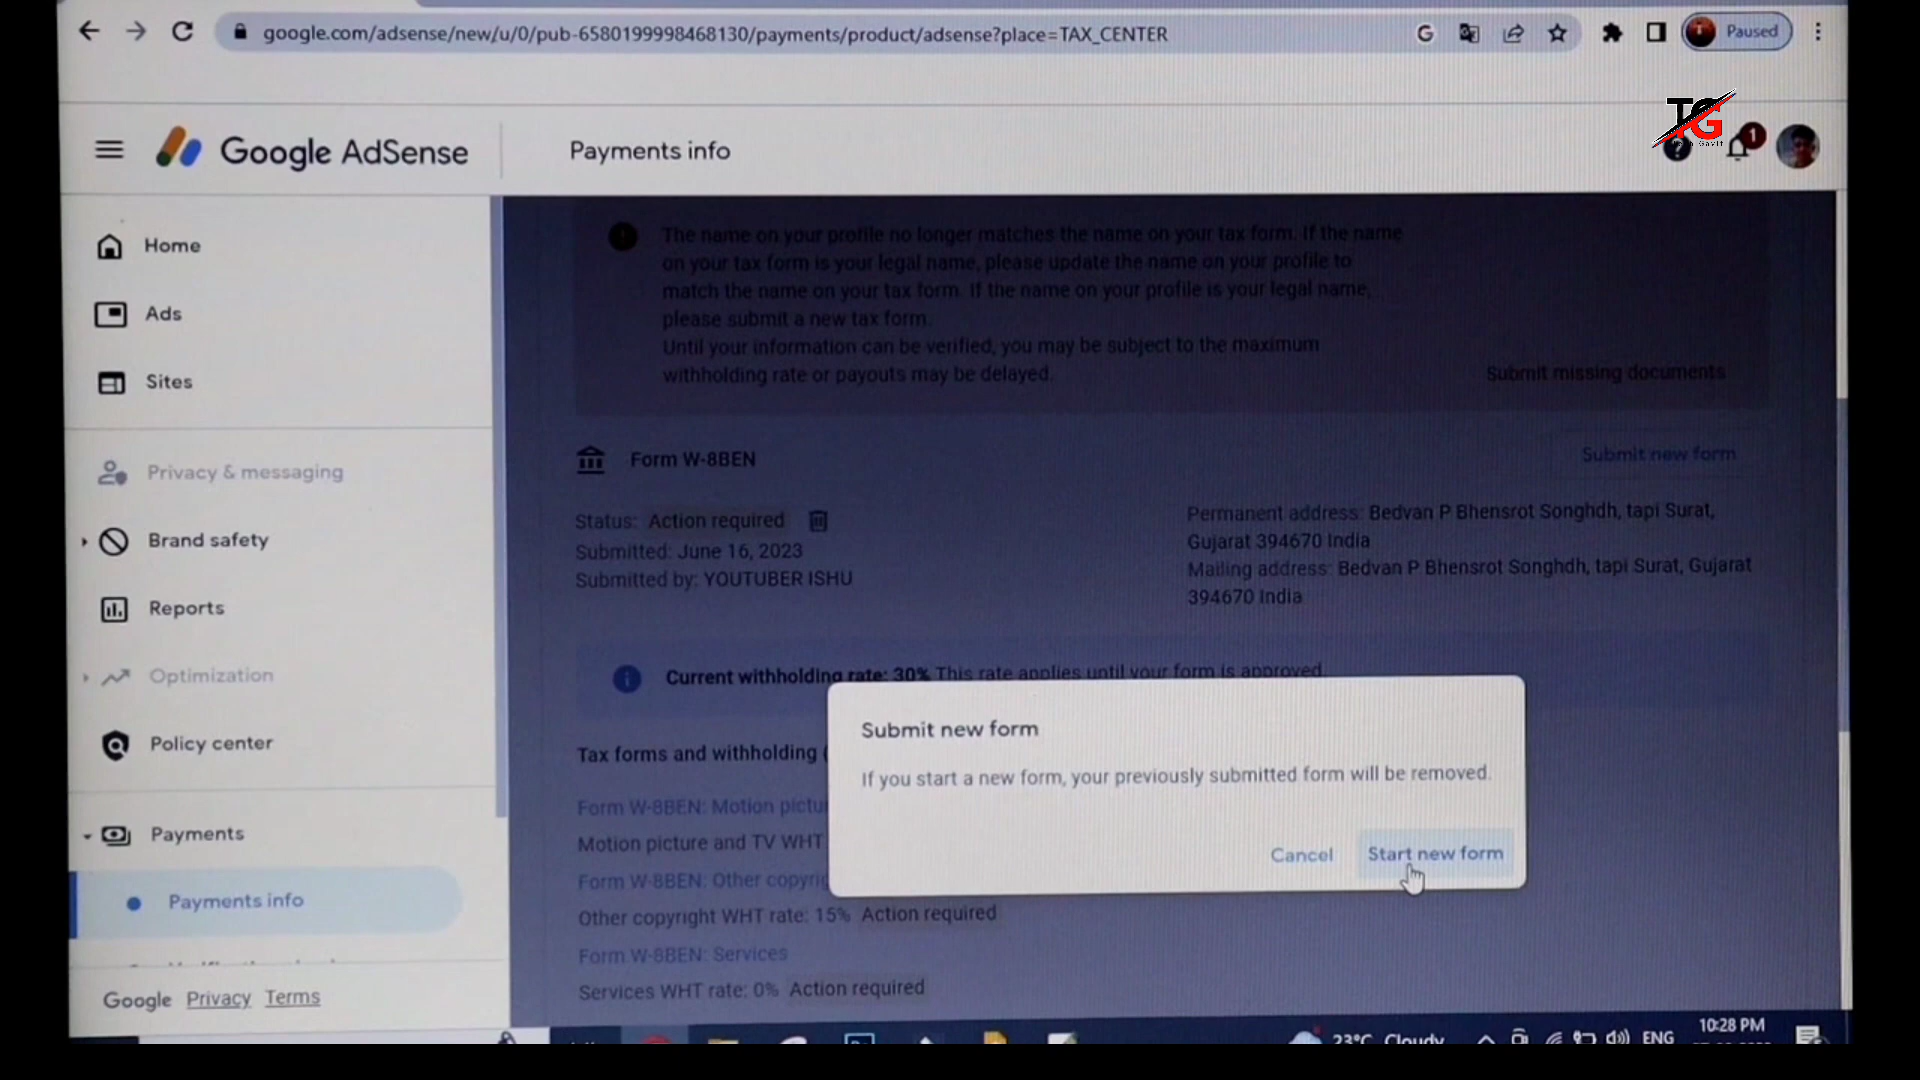 google.com/adsense/new/u/0/pub-6580199998468130/payments/product/adsense?place=TAX_CENTER
G
Paused
Google AdSense
Payments info
TG
1
Home
Ads
Sites
Privacy & messaging
Brand safety
Reports
Optimization
Policy center
Payments
Payments info
Google Privacy Terms
The name on your profile no longer matches the name on your tax form. If the name
on your tax form is your legal name, please update the name on your profile to
match the name on your tax form. If the name on your profile is your legal name,
please submit a new tax form.
Until your information can be verified, you may be subject to the maximum
withholding rate or payouts may be delayed.
Submit missing documents
Form W-8BEN
Submit new form
Status: Action required
Submitted: June 16, 2023
Submitted by: YOUTUBER ISHU
Permanent address: Bedvan P Bhensrot Songhdh, tapi Surat,
Gujarat 394670 India
Mailing address: Bedvan P Bhensrot Songhdh, tapi Surat, Gujarat
394670 India
Current withholding rate: 30% This rate applies until your form is approved.
Tax forms and withholding
Form W-8BEN: Motion
Motion picture and TV WHT
Form W-8BEN: Other
Other copyright WHT rate: 15% Action required
Form W-8BEN: Services
Services WHT rate: 0% Action required
Submit new form
If you start a new form, your previously submitted form will be removed.
Cancel
Start new form
23°C Cloudy
ENG
10:28 PM